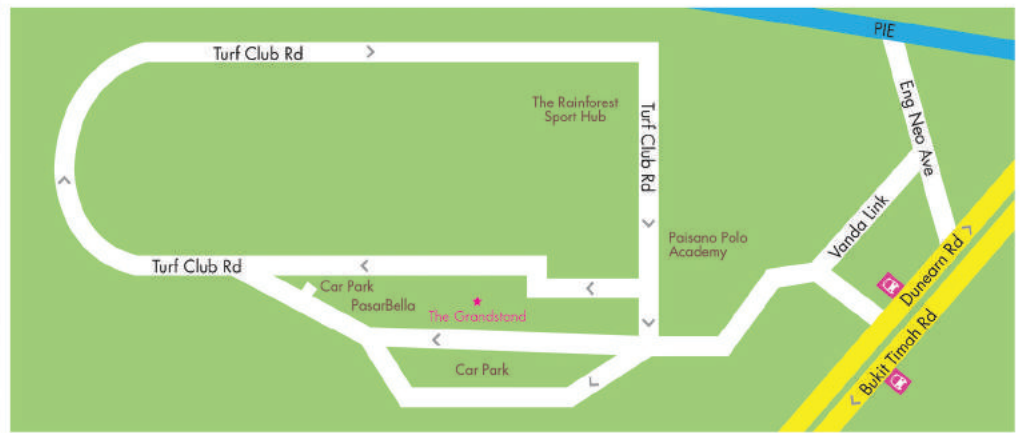 PIE
Turf Club Rd
Eng Neo Ave
The Rainforest
Sport Hub
Turf Club Rd
Vanda Link
Paisano Polo
Academy
Dunearn Rd
Turf Club Rd
Car Park
PasarBella
The Grandstand
Bukit Timah Rd
Car Park